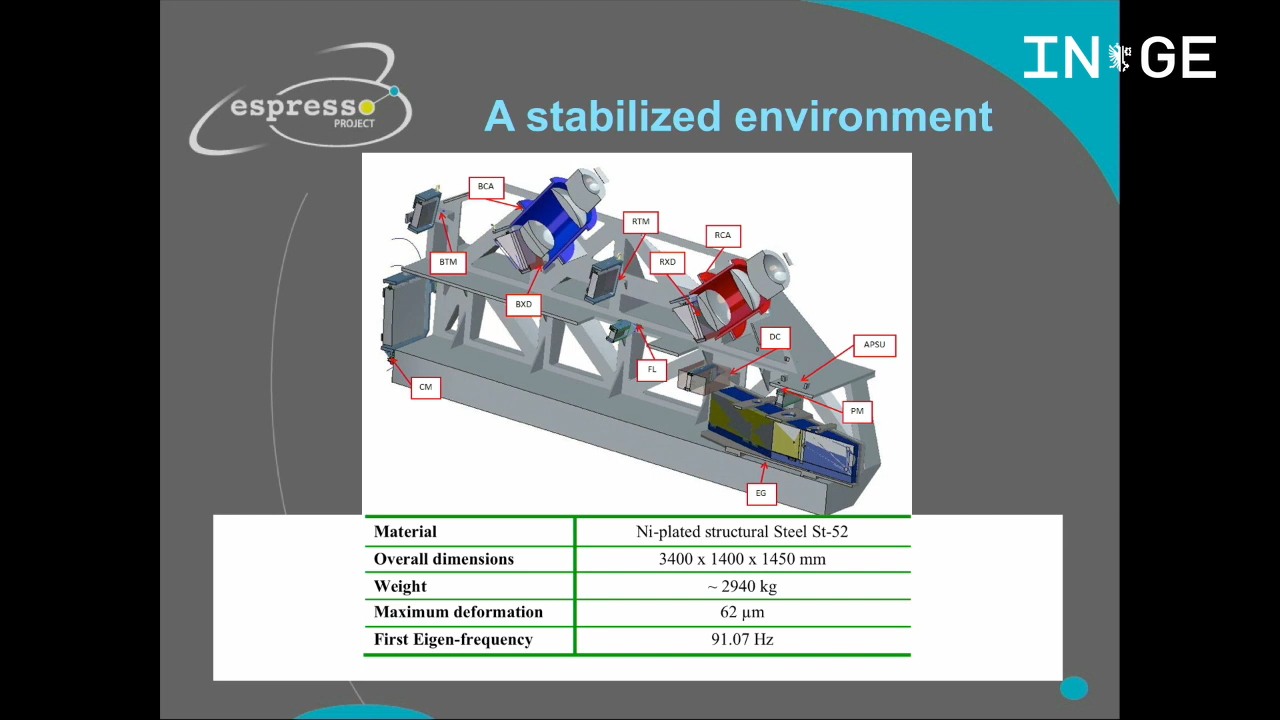 IN GE
espresso
PROJECT
A stabilized environment
BCA
RTM
RCA
BTM
RXD
BXD
DC
APSU
FL
CM
PM
EG
Material Ni-plated structural Steel St-52
Overall dimensions 3400 x 1400 x 1450 mm
Weight ~ 2940 kg
Maximum deformation 62 µm
First Eigen-frequency 91.07 Hz